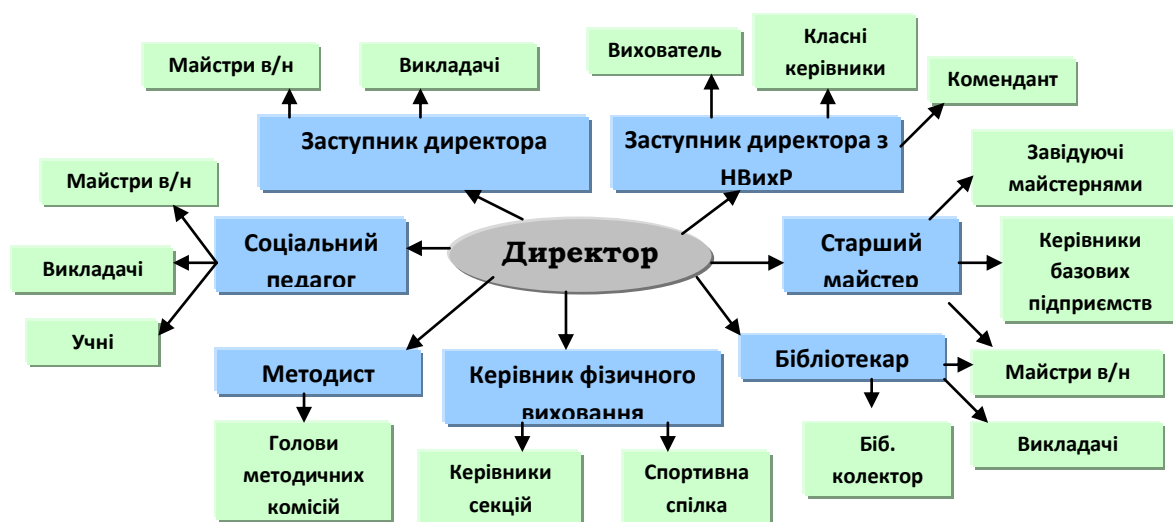 Майстри в/н
Викладачі
Вихователь
Класні
керівники
Комендант
Заступник директора
Заступник директора з
НВихР
Завідуючі
майстернями
Майстри в/н
Викладачі
Учні
Соціальний
педагог
Директор
Старший
майстер
Керівники
базових
підприємств
Методист
Керівник фізичного
виховання
Бібліотекар
Майстри в/н
Викладачі
Голови
методичних
комісій
Керівники
секцій
Спортивна
спілка
Біб.
колектор